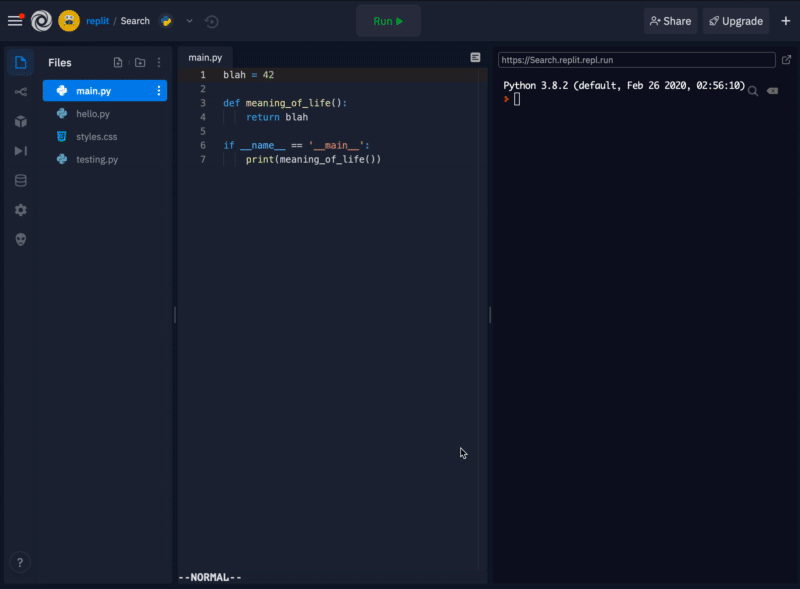 replit / Search
Run
Share
Upgrade
Files
main.py
hello.py
styles.css
testing.py
?
main.py
1 blah = 42
2
3 def meaning_of_life():
4     return blah
5
6 if __name__ == '__main__':
7     print(meaning_of_life())
--NORMAL--
https://Search.replit.repl.run
Python 3.8.2 (default, Feb 26 2020, 02:56:10)
>